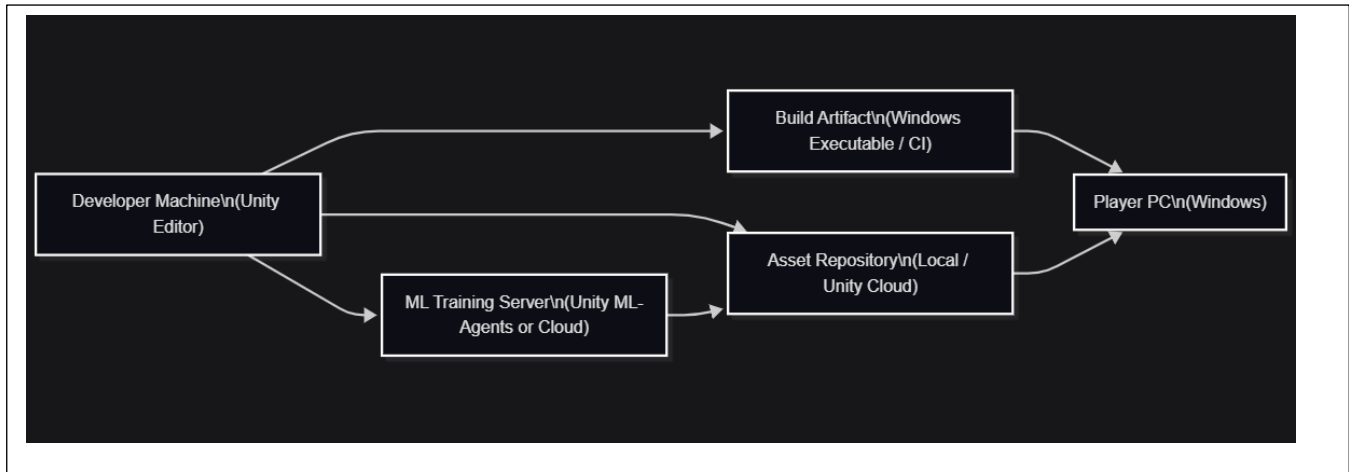 Developer Machine\n(Unity
Editor)
ML Training Server\n(Unity ML-
Agents or Cloud)
Build Artifact\n(Windows
Executable / CI)
Asset Repository\n(Local /
Unity Cloud)
Player PC\n(Windows)